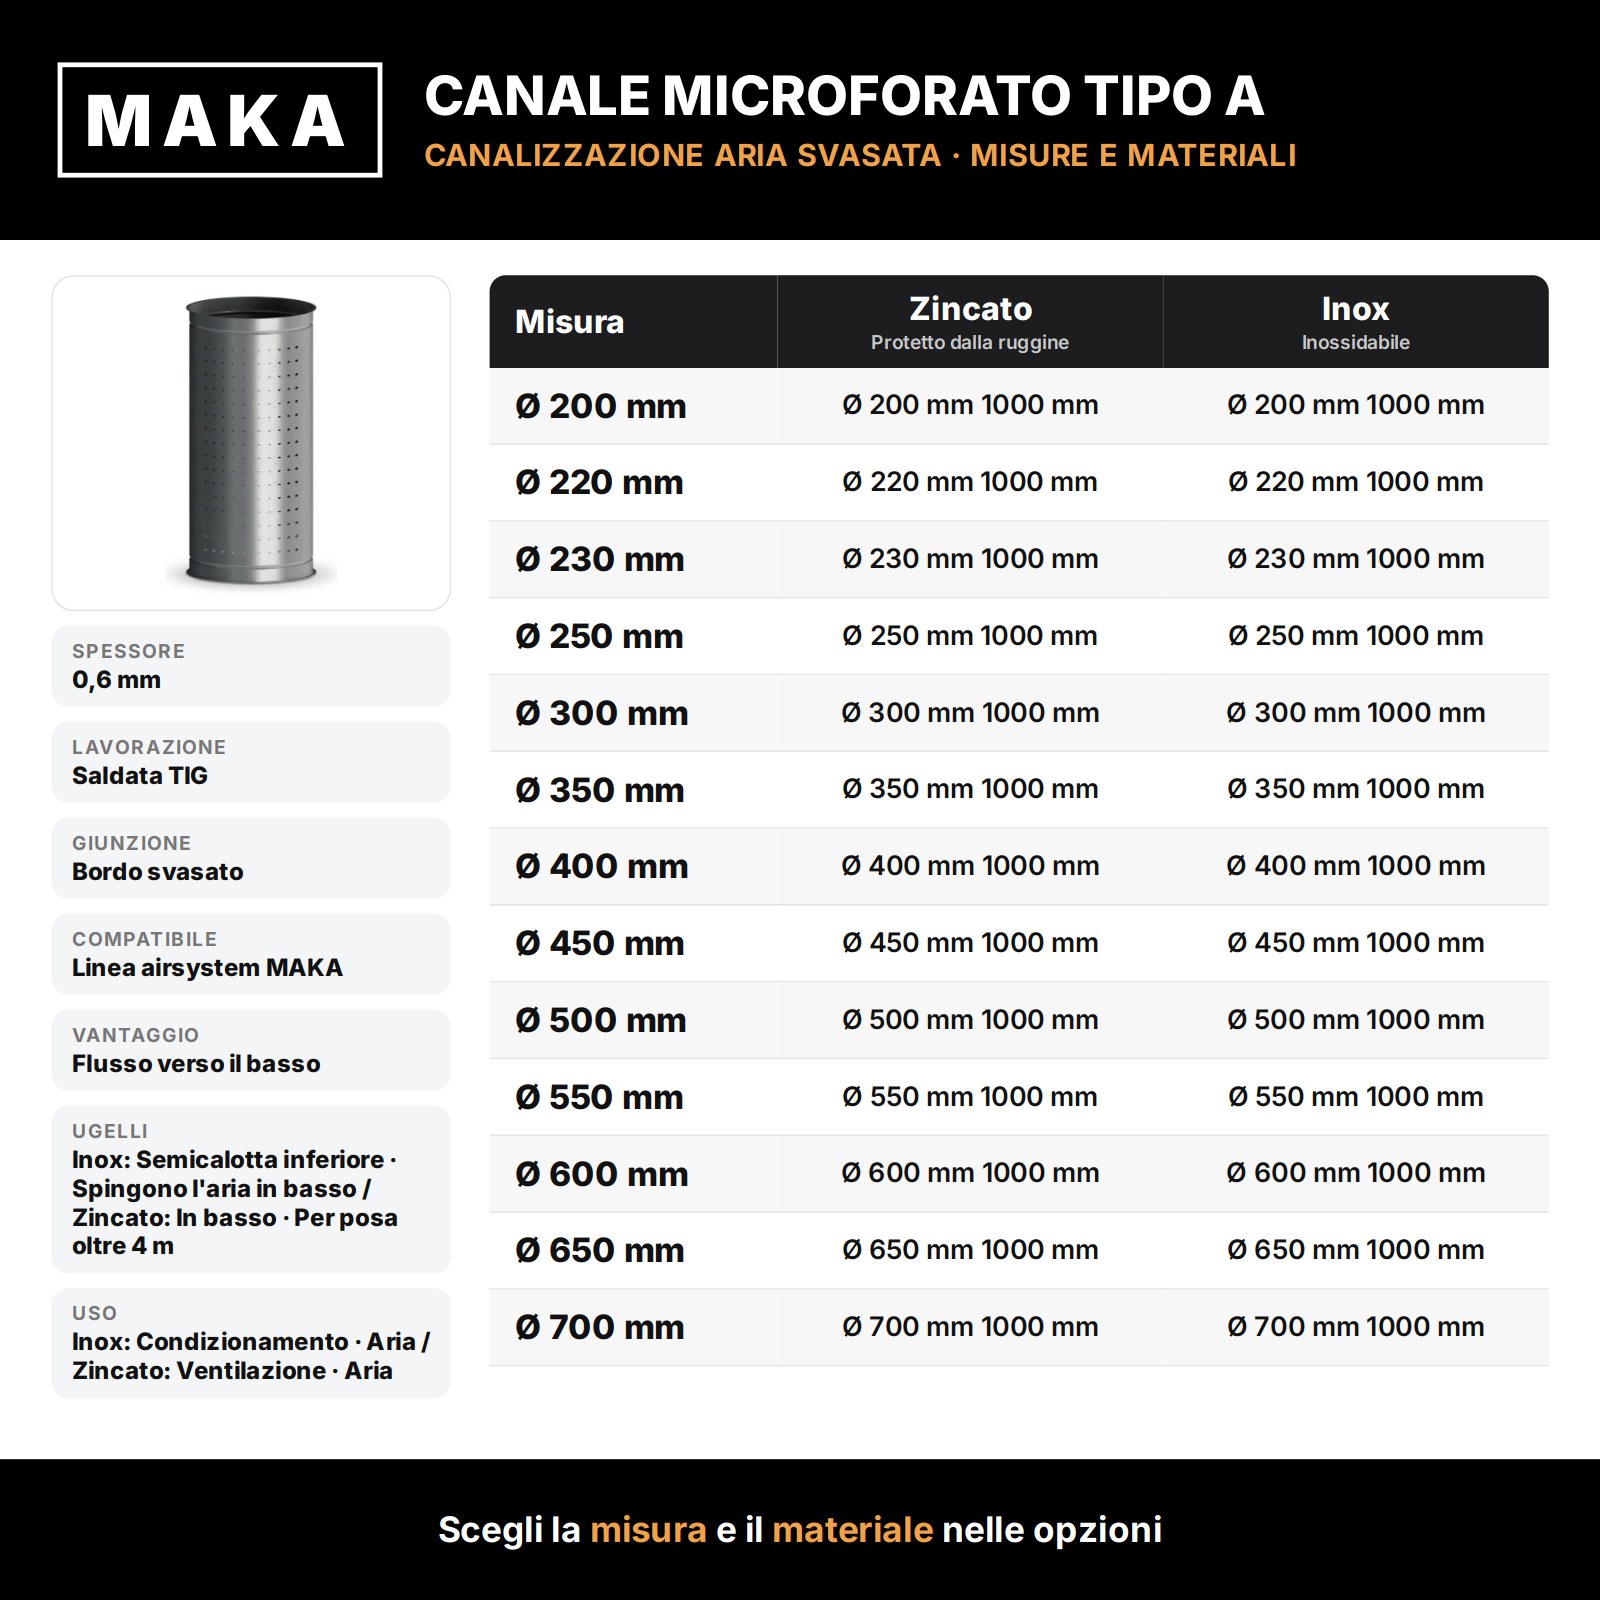 MAKA
CANALE MICROFORATO TIPO A
CANALIZZAZIONE ARIA SVASATA · MISURE E MATERIALI
SPESSORE
0,6 mm
LAVORAZIONE
Saldata TIG
GIUNZIONE
Bordo svasato
COMPATIBILE
Linea airsystem MAKA
VANTAGGIO
Flusso verso il basso
UGELLI
Inox: Semicalotta inferiore ·
Spingono l'aria in basso /
Zincato: In basso · Per posa
oltre 4 m
USO
Inox: Condizionamento · Aria /
Zincato: Ventilazione · Aria
Misura Zincato Inox
Protetto dalla ruggine Inossidabile
Ø 200 mm Ø 200 mm 1000 mm Ø 200 mm 1000 mm
Ø 220 mm Ø 220 mm 1000 mm Ø 220 mm 1000 mm
Ø 230 mm Ø 230 mm 1000 mm Ø 230 mm 1000 mm
Ø 250 mm Ø 250 mm 1000 mm Ø 250 mm 1000 mm
Ø 300 mm Ø 300 mm 1000 mm Ø 300 mm 1000 mm
Ø 350 mm Ø 350 mm 1000 mm Ø 350 mm 1000 mm
Ø 400 mm Ø 400 mm 1000 mm Ø 400 mm 1000 mm
Ø 450 mm Ø 450 mm 1000 mm Ø 450 mm 1000 mm
Ø 500 mm Ø 500 mm 1000 mm Ø 500 mm 1000 mm
Ø 550 mm Ø 550 mm 1000 mm Ø 550 mm 1000 mm
Ø 600 mm Ø 600 mm 1000 mm Ø 600 mm 1000 mm
Ø 650 mm Ø 650 mm 1000 mm Ø 650 mm 1000 mm
Ø 700 mm Ø 700 mm 1000 mm Ø 700 mm 1000 mm
Scegli la misura e il materiale nelle opzioni